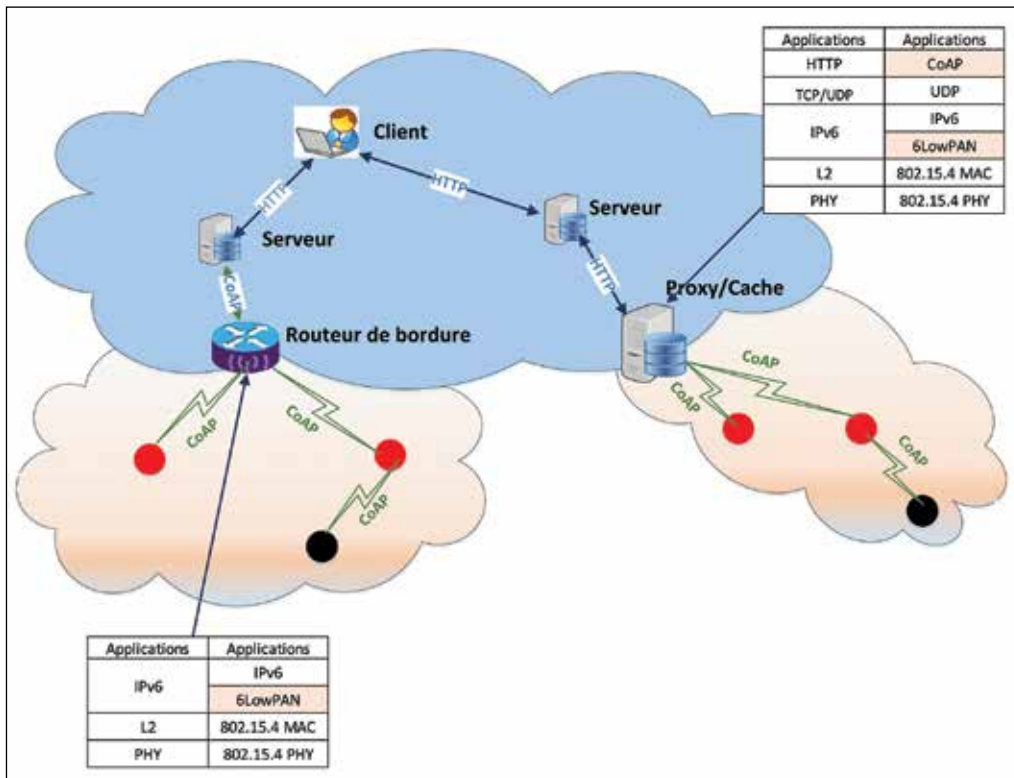 Applications Applications
HTTP CoAP
TCP/UDP UDP
IPv6 IPv6
6LowPAN
L2 802.15.4 MAC
PHY 802.15.4 PHY
Client
HTTP
HTTP
Serveur
Serveur
HTTP
CoAP
Proxy/Cache
Routeur de bordure
CoAP
CoAP
CoAP
CoAP
CoAP
CoAP
Applications Applications
IPv6 IPv6
6LowPAN
L2 802.15.4 MAC
PHY 802.15.4 PHY